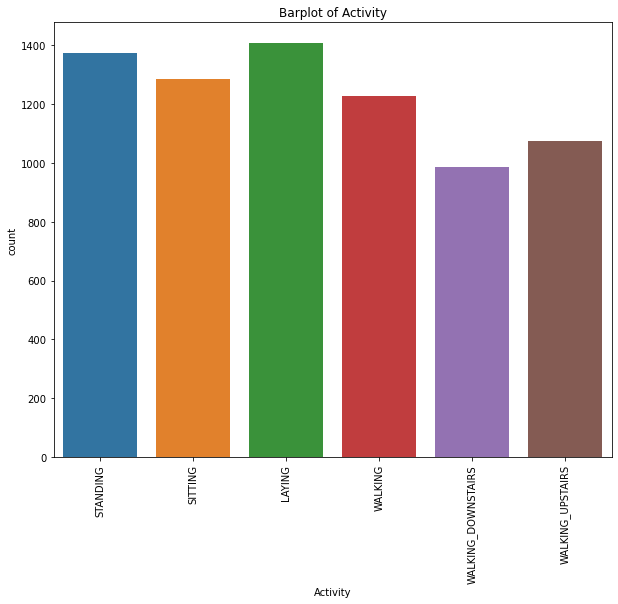 Barplot of Activity
1400
1200
1000
800
600
400
200
0
count
STANDING
SITTING
LAYING
WALKING
WALKING_DOWNSTAIRS
WALKING_UPSTAIRS
Activity